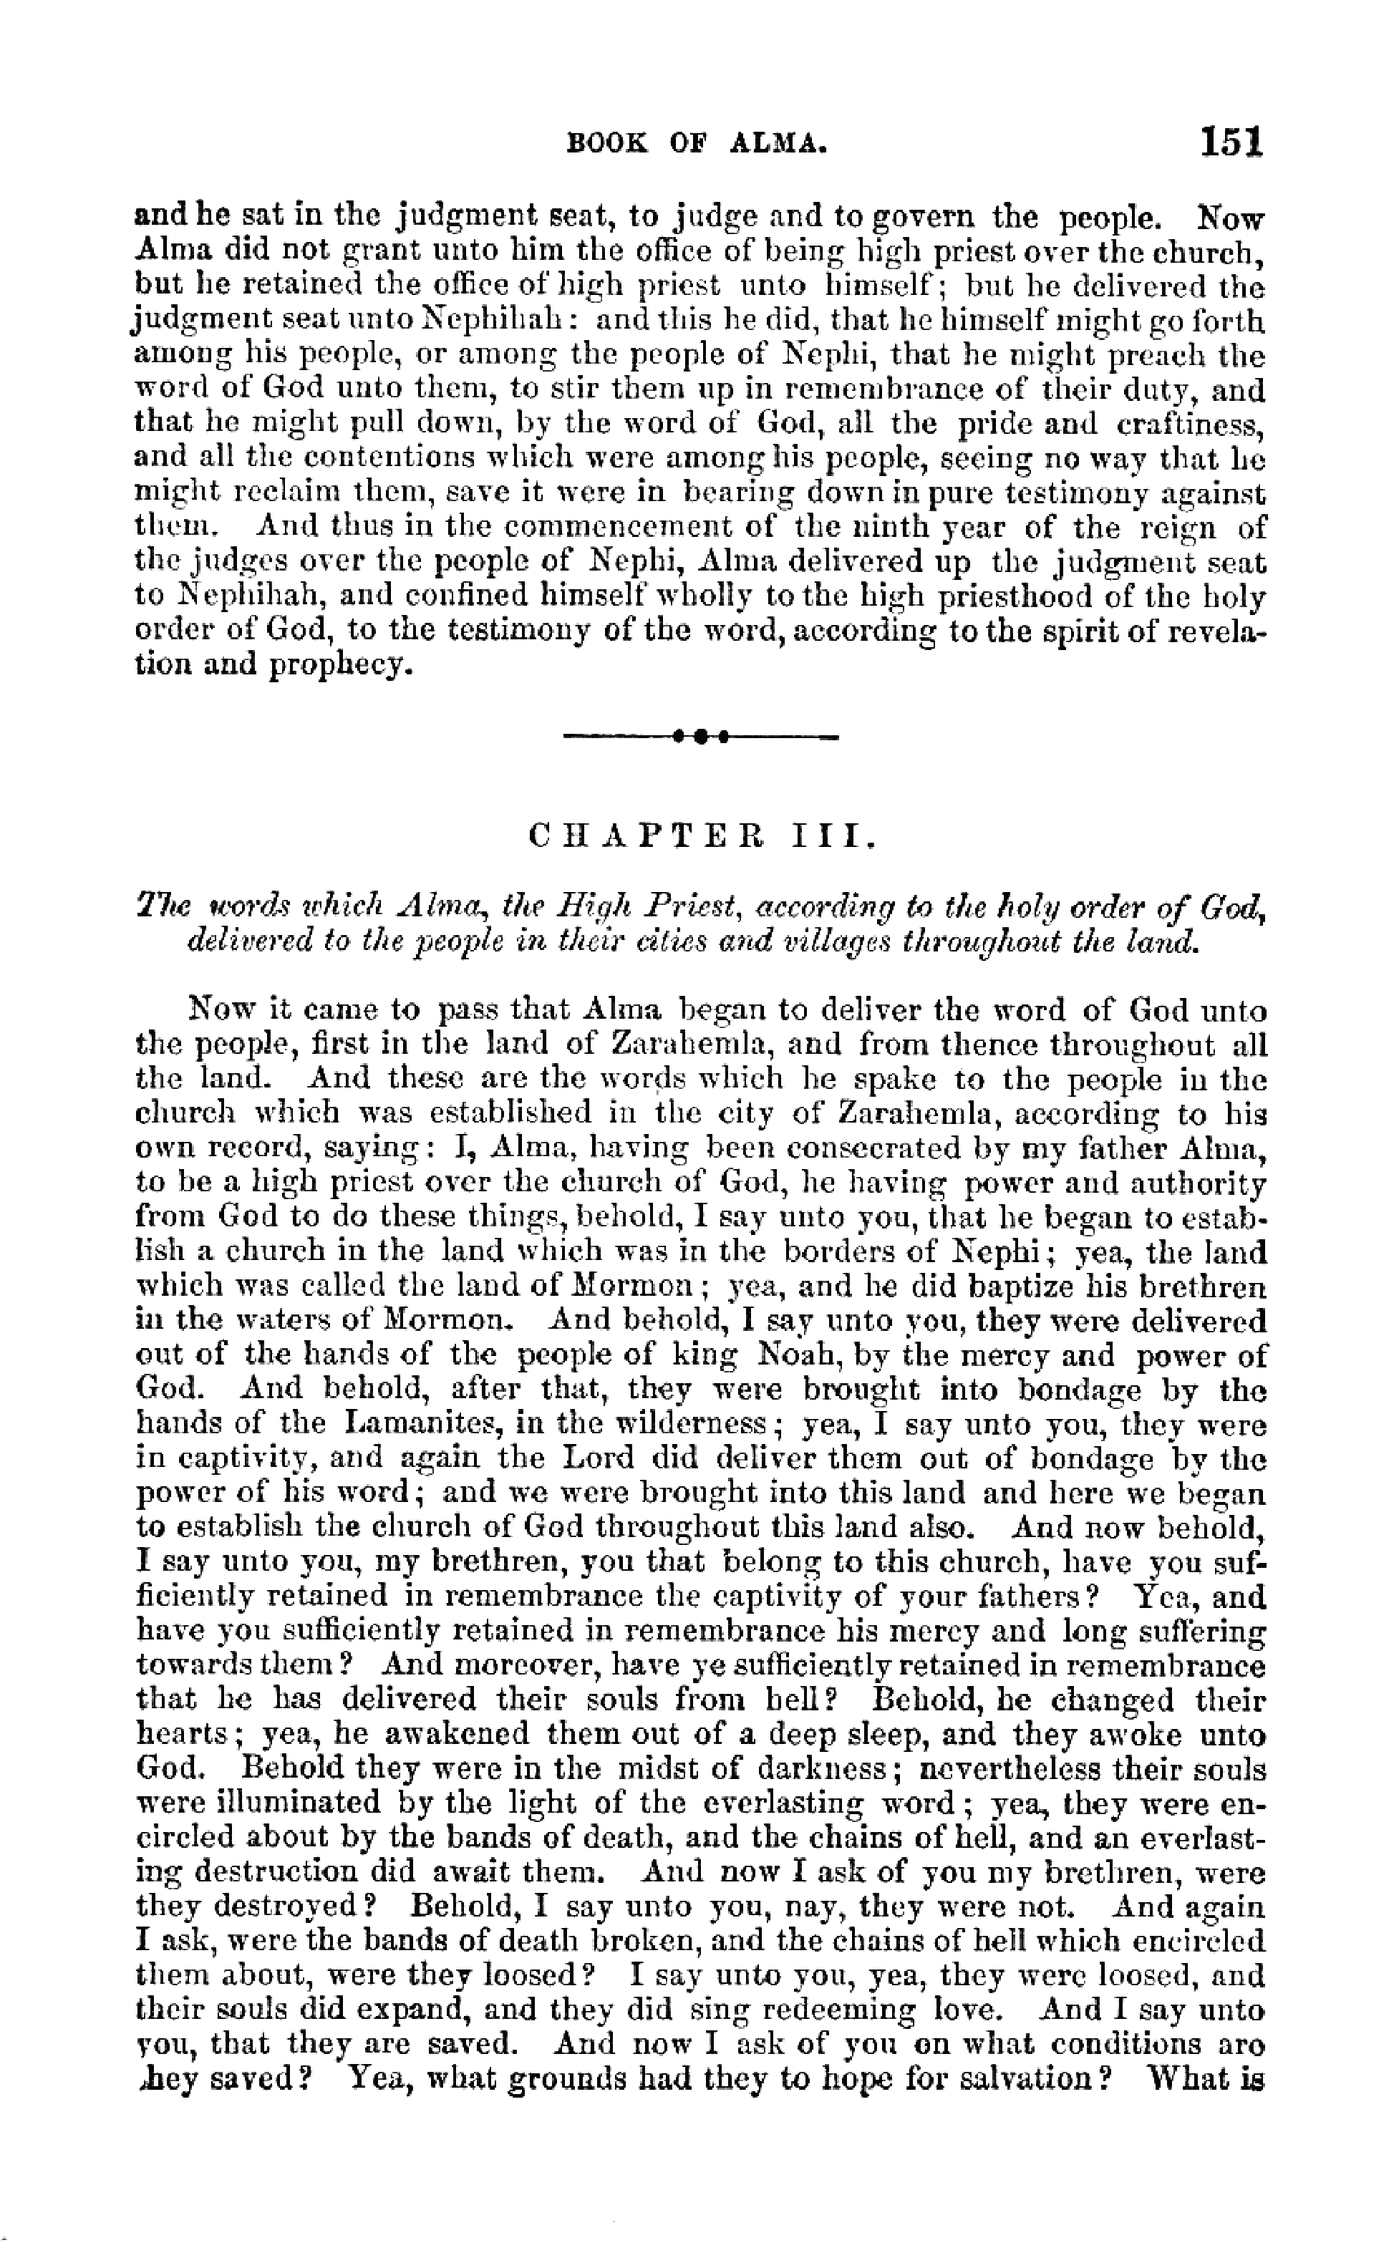 BOOK OF ALMA. 151
and he sat in the judgment seat, to judge and to govern the people. Now
Alma did not grant unto him the office of being high priest over the church,
but he retained the office of high priest unto himself; but he delivered the
judgment seat unto Nephihah: and this he did, that he himself might go forth
among his people, or among the people of Nephi, that he might preach the
word of God unto them, to stir them up in remembrance of their duty, and
that he might pull down, by the word of God, all the pride and craftiness,
and all the contentions which were among his people, seeing no way that he
might reclaim them, save it were in bearing down in pure testimony against
them. And thus in the commencement of the ninth year of the reign of
the judges over the people of Nephi, Alma delivered up the judgment seat
to Nephihah, and confined himself wholly to the high priesthood of the holy
order of God, to the testimony of the word, according to the spirit of revela-
tion and prophecy.
CHAPTER III.
The words which Alma, the High Priest, according to the holy order of God,
delivered to the people in their cities and villages throughout the land.
Now it came to pass that Alma began to deliver the word of God unto
the people, first in the land of Zarahemla, and from thence throughout all
the land. And these are the words which he spake to the people in the
church which was established in the city of Zarahemla, according to his
own record, saying: I, Alma, having been consecrated by my father Alma,
to be a high priest over the church of God, he having power and authority
from God to do these things, behold, I say unto you, that he began to estab-
lish a church in the land which was in the borders of Nephi; yea, the land
which was called the land of Mormon; yea, and he did baptize his brethren
in the waters of Mormon. And behold, I say unto you, they were delivered
out of the hands of the people of king Noah, by the mercy and power of
God. And behold, after that, they were brought into bondage by the
hands of the Lamanites, in the wilderness; yea, I say unto you, they were
in captivity, and again the Lord did deliver them out of bondage by the
power of his word; and we were brought into this land and here we began
to establish the church of God throughout this land also. And now behold,
I say unto you, my brethren, you that belong to this church, have you suf-
ficiently retained in remembrance the captivity of your fathers? Yea, and
have you sufficiently retained in remembrance his mercy and long suffering
towards them? And moreover, have ye sufficiently retained in remembrance
that he has delivered their souls from hell? Behold, he changed their
hearts; yea, he awakened them out of a deep sleep, and they awoke unto
God. Behold they were in the midst of darkness; nevertheless their souls
were illuminated by the light of the everlasting word; yea, they were en-
circled about by the bands of death, and the chains of hell, and an everlast-
ing destruction did await them. And now I ask of you my brethren, were
they destroyed? Behold, I say unto you, nay, they were not. And again
I ask, were the bands of death broken, and the chains of hell which encircled
them about, were they loosed? I say unto you, yea, they were loosed, and
their souls did expand, and they did sing redeeming love. And I say unto
you, that they are saved. And now I ask of you on what conditions are
hey saved? Yea, what grounds had they to hope for salvation? What is